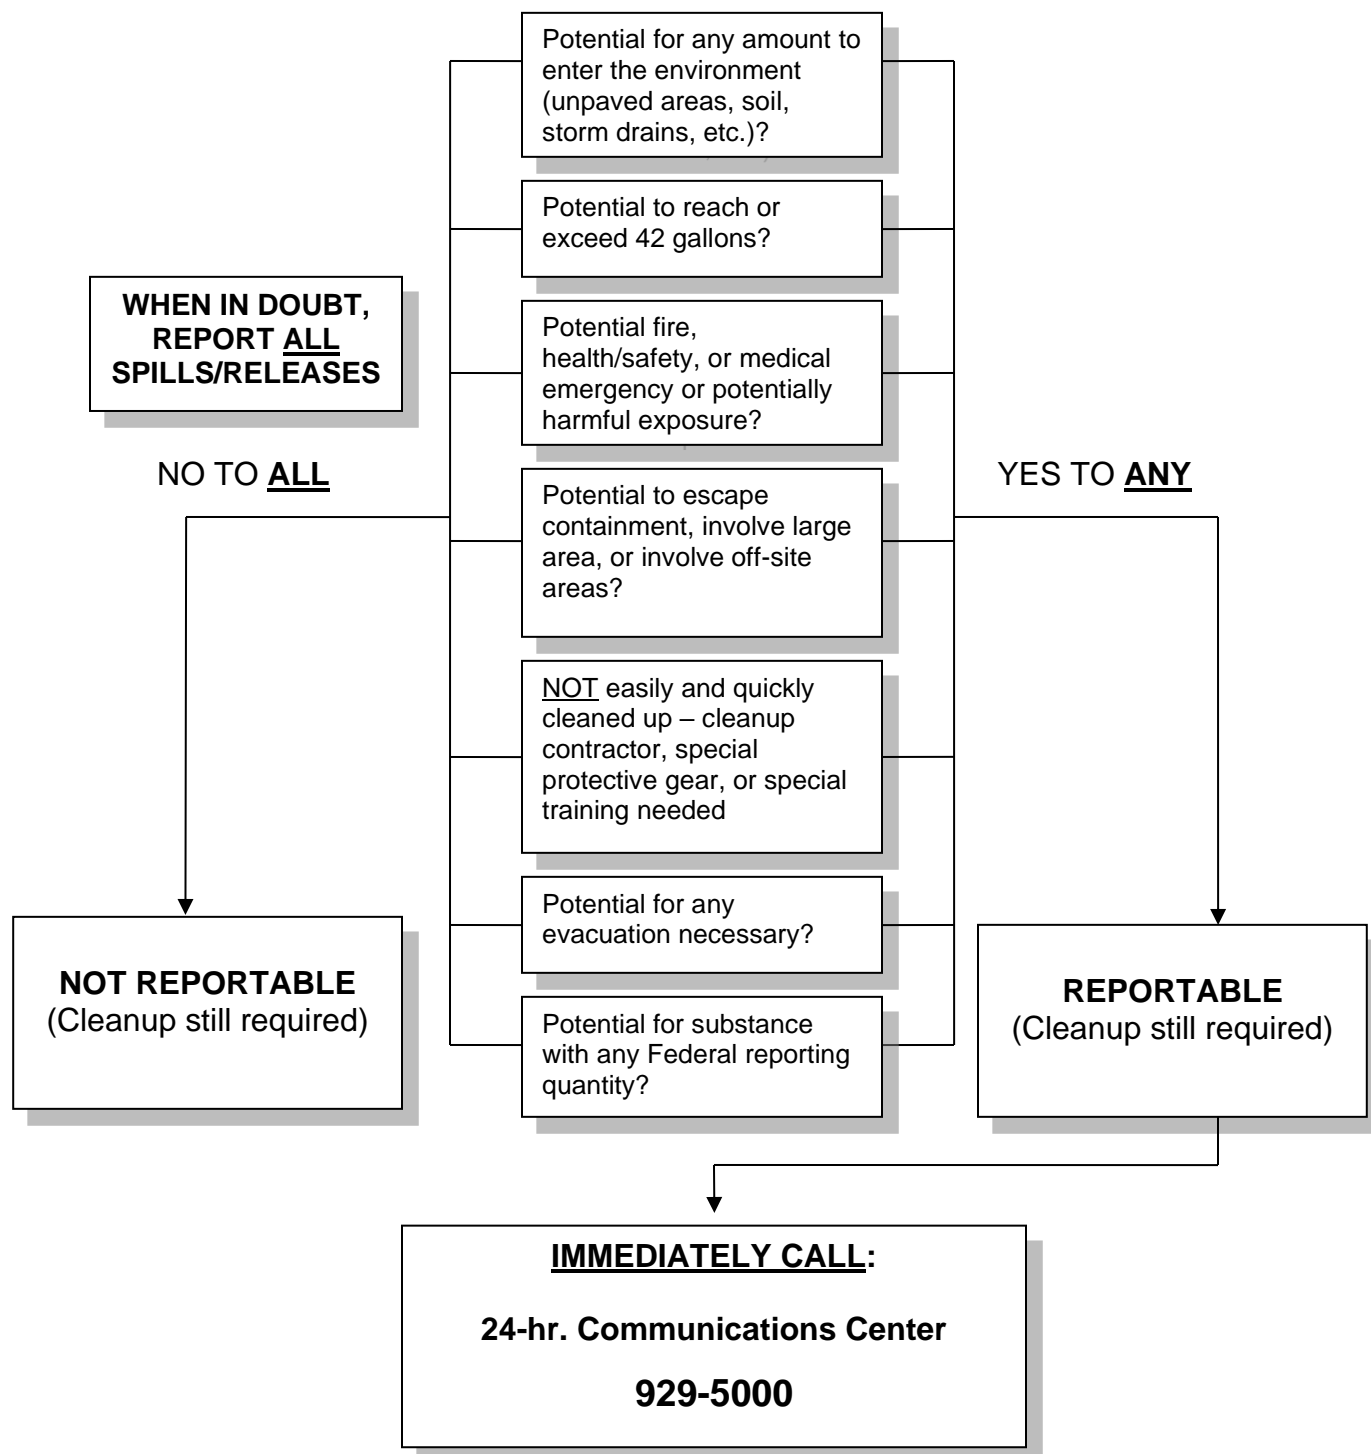 Potential for any amount to
enter the environment
(unpaved areas, soil,
storm drains, etc.)?
Potential to reach or
exceed 42 gallons?
WHEN IN DOUBT,
REPORT ALL
SPILLS/RELEASES
Potential fire,
health/safety, or medical
emergency or potentially
harmful exposure?
NO TO ALL
YES TO ANY
Potential to escape
containment, involve large
area, or involve off-site
areas?
NOT easily and quickly
cleaned up – cleanup
contractor, special
protective gear, or special
training needed
Potential for any
evacuation necessary?
Potential for substance
with any Federal reporting
quantity?
NOT REPORTABLE
(Cleanup still required)
REPORTABLE
(Cleanup still required)
IMMEDIATELY CALL:
24-hr. Communications Center
929-5000